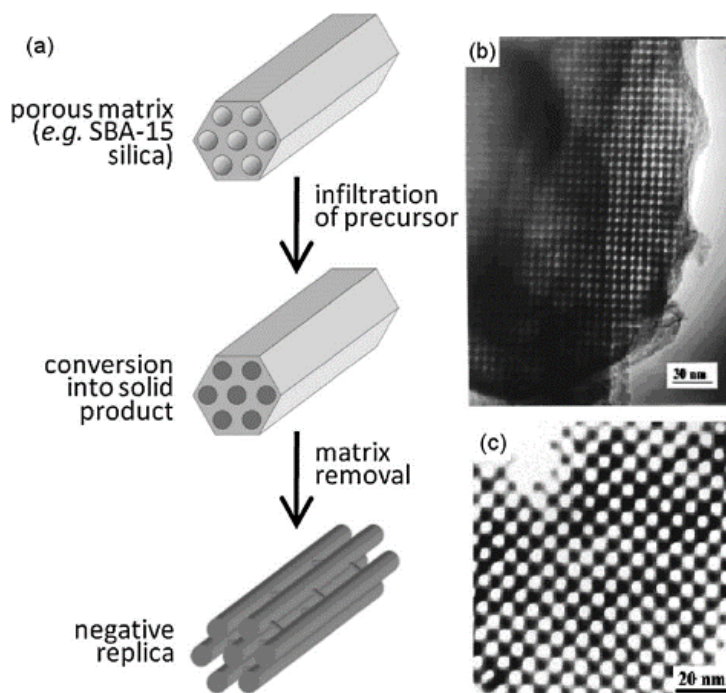 (a)
porous matrix
(e.g. SBA-15
silica)
infiltration
of precursor
conversion
into solid
product
matrix
removal
negative
replica
(b)
30 nm
(c)
20 nm